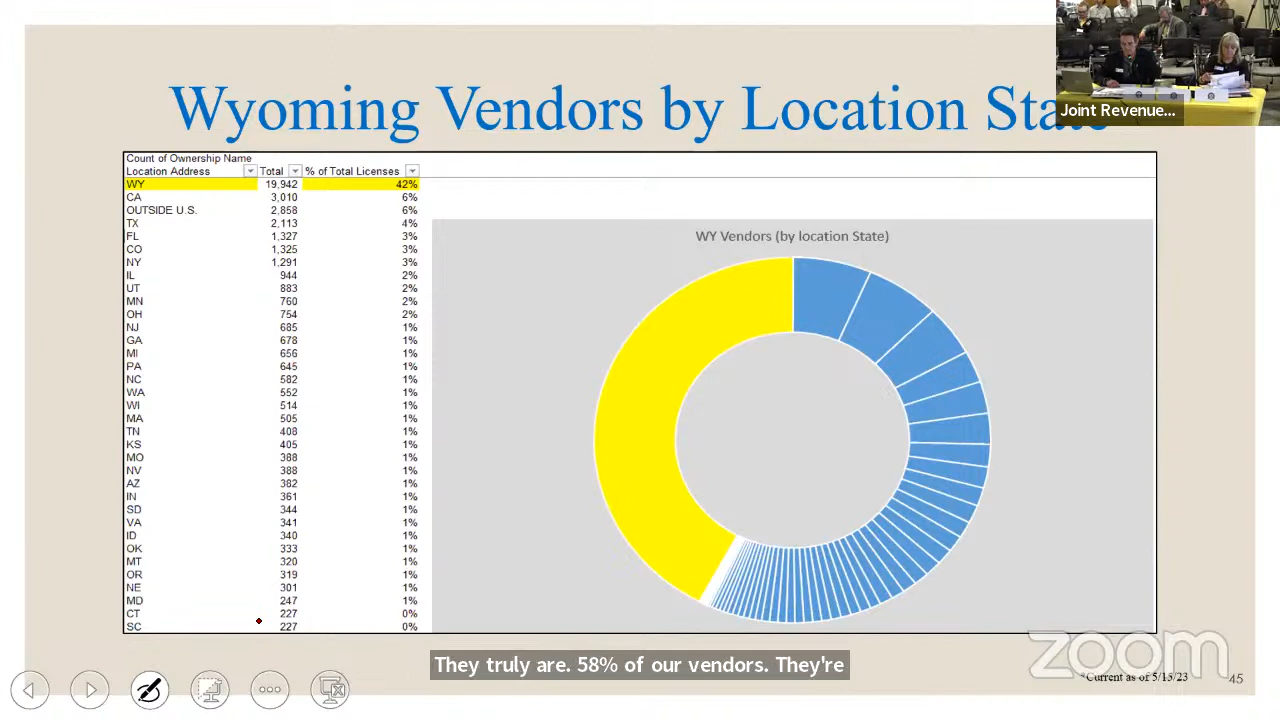 Wyoming Vendors by Location State
Joint Revenue...
Count of Ownership Name
Location Address Total % of Total Licenses
WY 19,942 42%
CA 3,010 6%
OUTSIDE U.S. 2,858 6%
TX 2,113 4%
FL 1,327 3%
CO 1,325 3%
NY 1,291 3%
IL 944 2%
UT 883 2%
MN 760 2%
OH 754 2%
NJ 685 1%
GA 678 1%
MI 656 1%
PA 645 1%
NC 582 1%
WA 552 1%
WI 514 1%
MA 505 1%
TN 408 1%
KS 405 1%
MO 388 1%
NV 388 1%
AZ 382 1%
IN 361 1%
SD 344 1%
VA 341 1%
ID 340 1%
OK 333 1%
MT 320 1%
OR 319 1%
NE 301 1%
MD 247 1%
CT 227 0%
SC 227 0%
WY Vendors (by location State)
They truly are. 58% of our vendors. They're
zoom
*Current as of 5/15/23
45